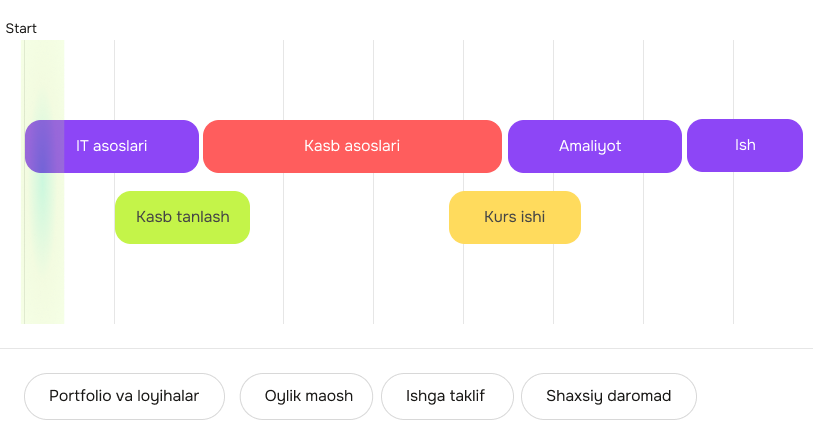 Start
IT asoslari
Kasb asoslari
Amaliyot
Ish
Kasb tanlash
Kurs ishi
Portfolio va loyihalar
Oylik maosh
Ishga taklif
Shaxsiy daromad